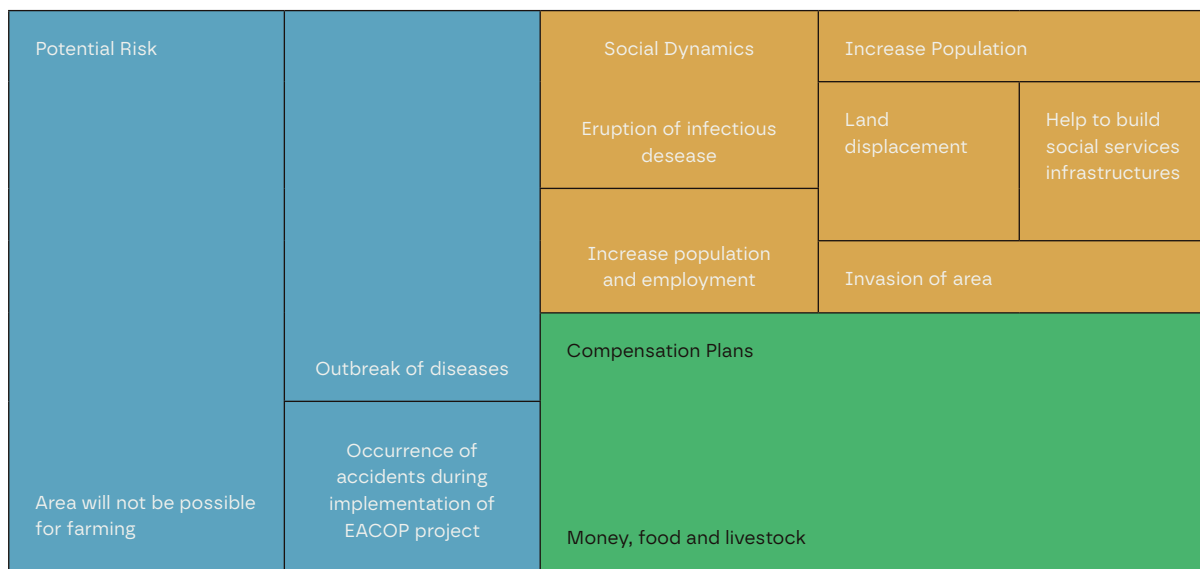 Potential Risk
Area will not be possible
for farming
Outbreak of diseases
Occurrence of
accidents during
implementation of
EACOP project
Social Dynamics
Eruption of infectious
desease
Increase population
and employment
Increase Population
Land
displacement
Help to build
social services
infrastructures
Invasion of area
Compensation Plans
Money, food and livestock